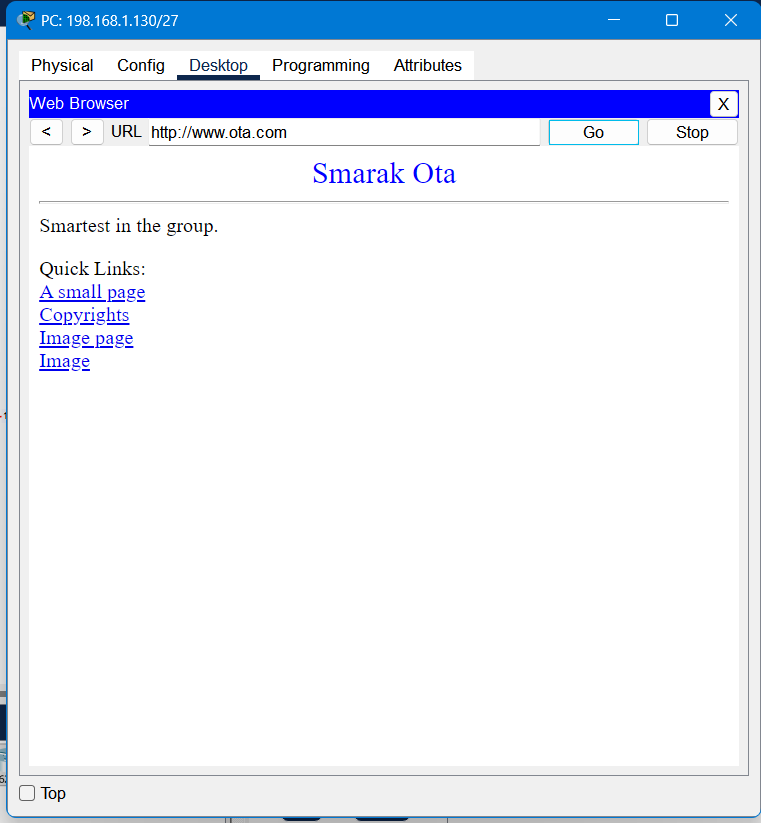 PC: 198.168.1.130/27
Physical Config Desktop Programming Attributes
Web Browser X
< > URL http://www.ota.com Go Stop
Smarak Ota
Smartest in the group.
Quick Links:
A small page
Copyrights
Image page
Image
Top